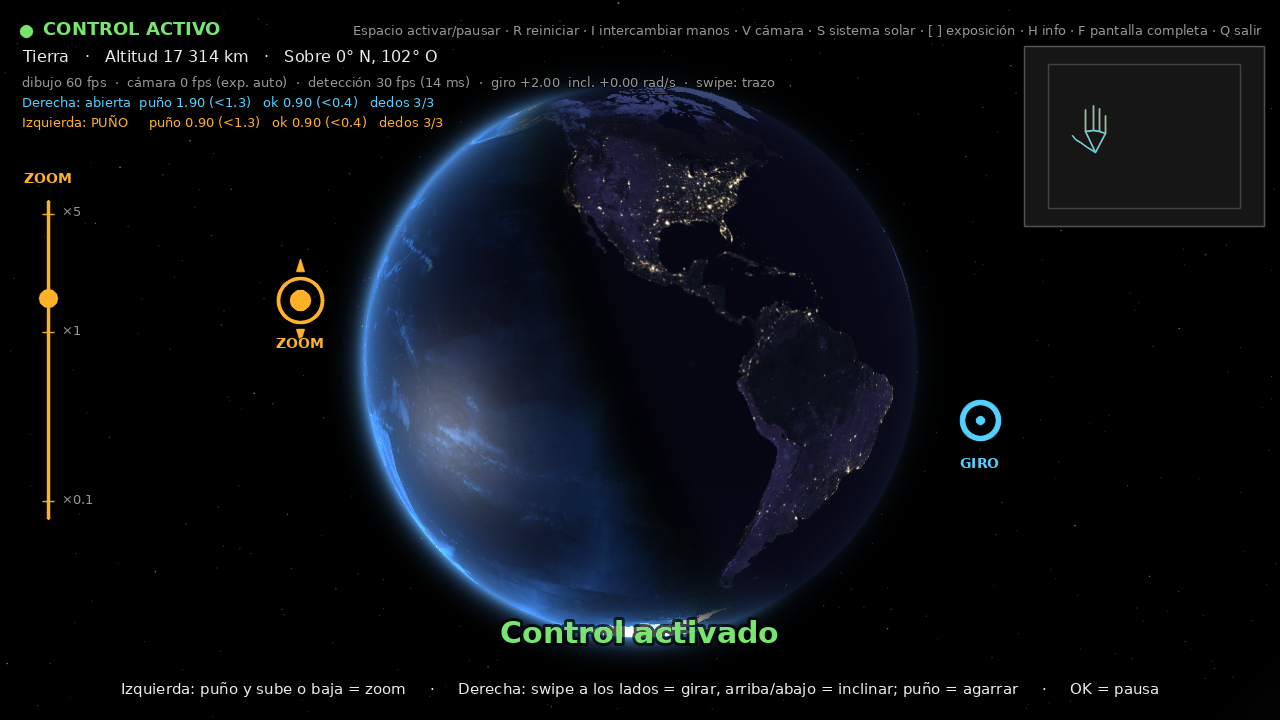 CONTROL ACTIVO
Espacio activar/pausar · R reiniciar · I intercambiar manos · V cámara · S sistema solar · [ ] exposición · H info · F pantalla completa · Q salir
Tierra · Altitud 17 314 km · Sobre 0° N, 102° O
dibujo 60 fps · cámara 0 fps (exp. auto) · detección 30 fps (14 ms) · giro +2.00 incl. +0.00 rad/s · swipe: trazo
Derecha: abierta puño 1.90 (<1.3) ok 0.90 (<0.4) dedos 3/3
Izquierda: PUÑO puño 0.90 (<1.3) ok 0.90 (<0.4) dedos 3/3
ZOOM
×5
×1
×0.1
ZOOM
GIRO
Control activado
Izquierda: puño y sube o baja = zoom · Derecha: swipe a los lados = girar, arriba/abajo = inclinar; puño = agarrar · OK = pausa